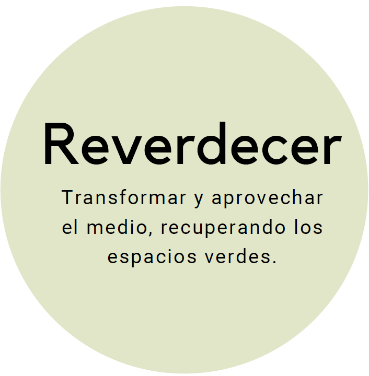 Reverdecer
Transformar y aprovechar
el medio, recuperando los
espacios verdes.